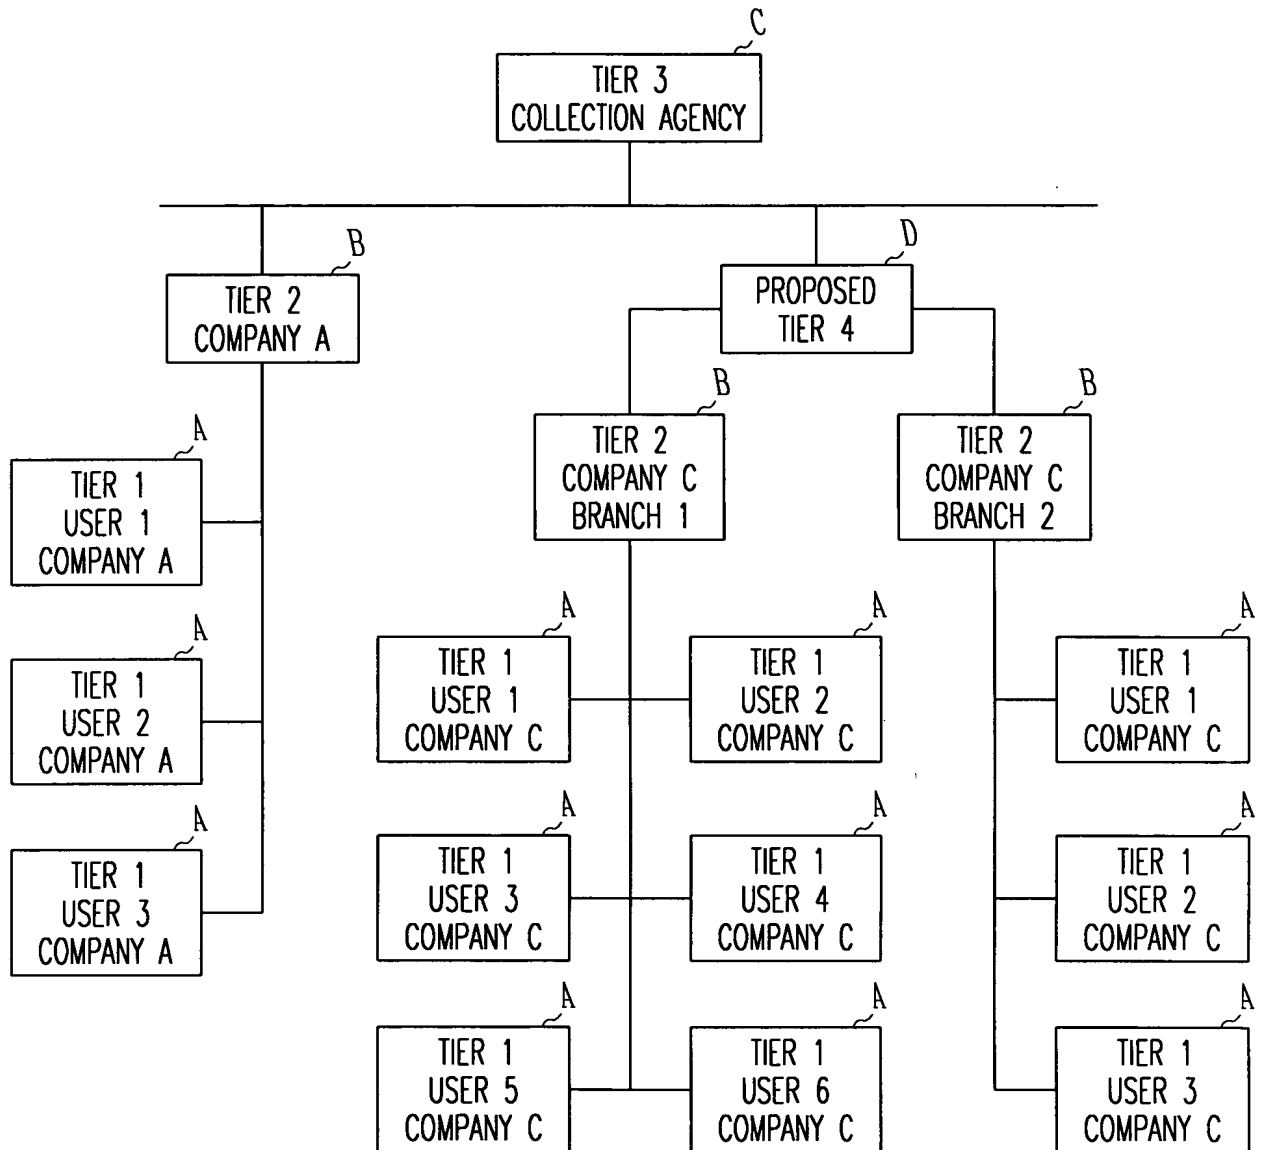 C
TIER 3
COLLECTION AGENCY
B
TIER 2
COMPANY A
D
PROPOSED
TIER 4
B
TIER 2
COMPANY C
BRANCH 1
B
TIER 2
COMPANY C
BRANCH 2
A
TIER 1
USER 1
COMPANY A
A
TIER 1
USER 2
COMPANY A
A
TIER 1
USER 3
COMPANY A
A
TIER 1
USER 1
COMPANY C
A
TIER 1
USER 2
COMPANY C
A
TIER 1
USER 3
COMPANY C
A
TIER 1
USER 4
COMPANY C
A
TIER 1
USER 5
COMPANY C
A
TIER 1
USER 6
COMPANY C
A
TIER 1
USER 1
COMPANY C
A
TIER 1
USER 2
COMPANY C
A
TIER 1
USER 3
COMPANY C